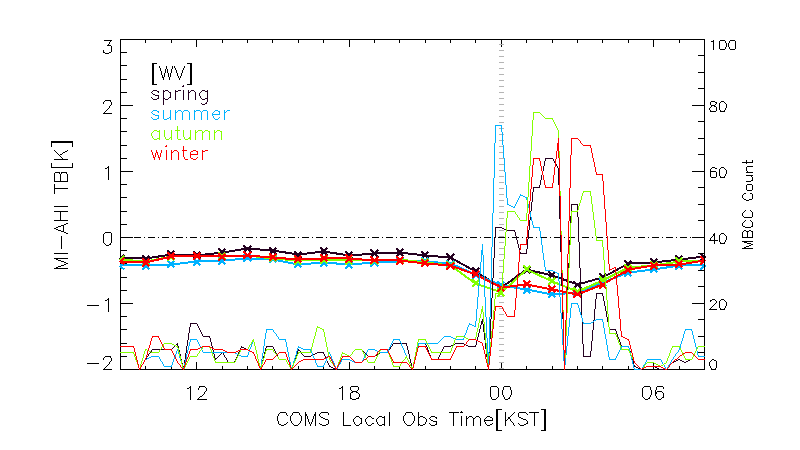 3
2
1
0
−1
−2
MI−AHI TB[K]
[WV]
spring
summer
autumn
winter
100
80
60
40
20
0
MBCC Count
12
18
00
06
COMS Local Obs Time[KST]